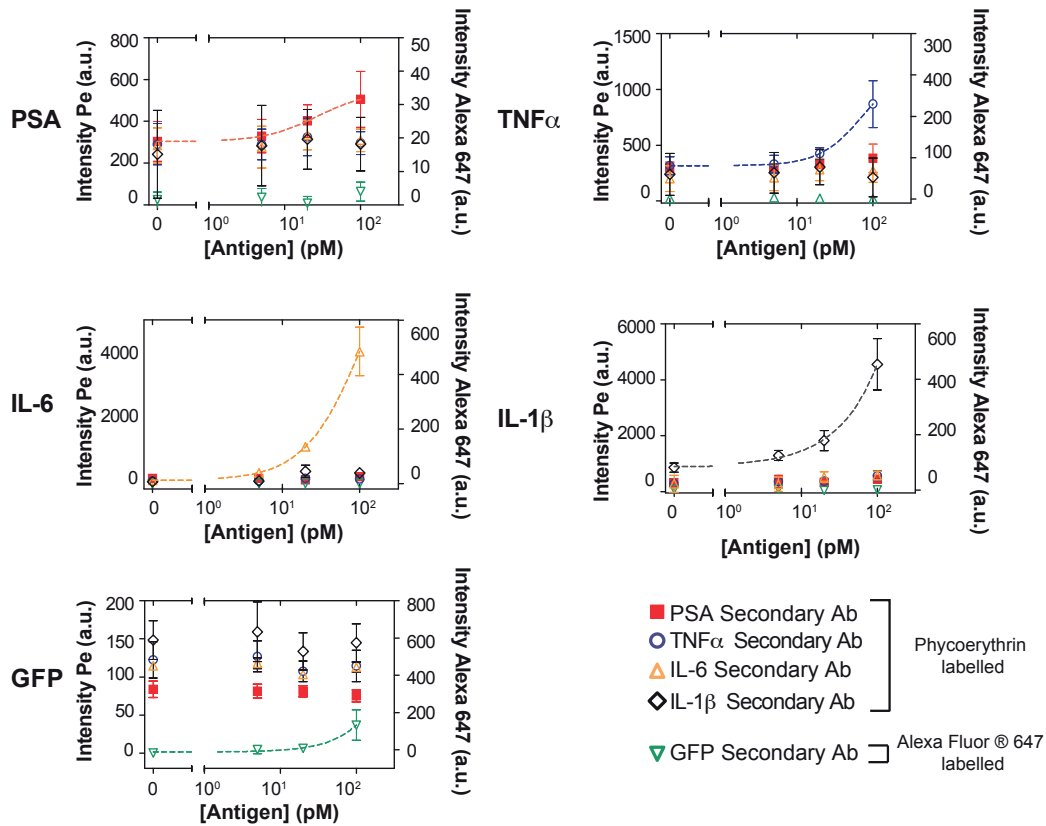 PSA
Intensity Pe (a.u.)
800
600
400
200
0
50
40
30
20
10
0
Intensity Alexa 647 (a.u.)
0
10⁰
10¹
10²
[Antigen] (pM)
TNFα
Intensity Pe (a.u.)
1500
1000
500
0
300
400
200
100
0
Intensity Alexa 647 (a.u.)
0
10⁰
10¹
10²
[Antigen] (pM)
IL-6
Intensity Pe (a.u.)
4000
2000
0
600
400
200
0
Intensity Alexa 647 (a.u.)
0
10⁰
10¹
10²
[Antigen] (pM)
IL-1β
Intensity Pe (a.u.)
6000
4000
2000
0
600
400
200
0
Intensity Alexa 647 (a.u.)
0
10⁰
10¹
10²
[Antigen] (pM)
GFP
Intensity Pe (a.u.)
200
150
100
50
0
800
600
400
200
0
Intensity Alexa 647 (a.u.)
0
10⁰
10¹
10²
[Antigen] (pM)
PSA Secondary Ab
TNFα Secondary Ab
IL-6 Secondary Ab
IL-1β Secondary Ab
Phycoerythrin
labelled
GFP Secondary Ab
Alexa Fluor ® 647
labelled